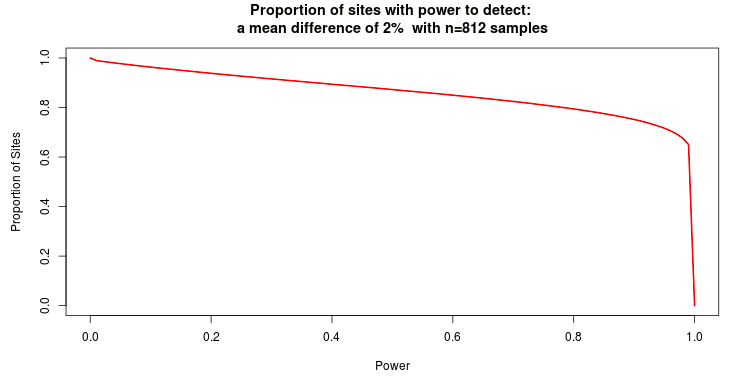 Proportion of sites with power to detect:
a mean difference of 2%  with n=812 samples
Proportion of Sites
1.0
0.8
0.6
0.4
0.2
0.0
0.0 0.2 0.4 0.6 0.8 1.0
Power